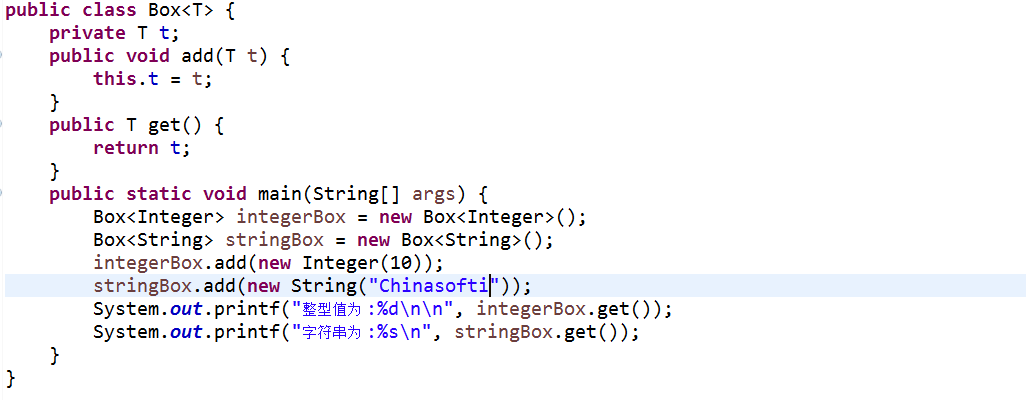 public class Box<T> {
    private T t;
    public void add(T t) {
        this.t = t;
    }
    public T get() {
        return t;
    }
    public static void main(String[] args) {
        Box<Integer> integerBox = new Box<Integer>();
        Box<String> stringBox = new Box<String>();
        integerBox.add(new Integer(10));
        stringBox.add(new String("Chinasofti"));
        System.out.printf("整型值为 :%d\n\n", integerBox.get());
        System.out.printf("字符串为 :%s\n", stringBox.get());
    }
}